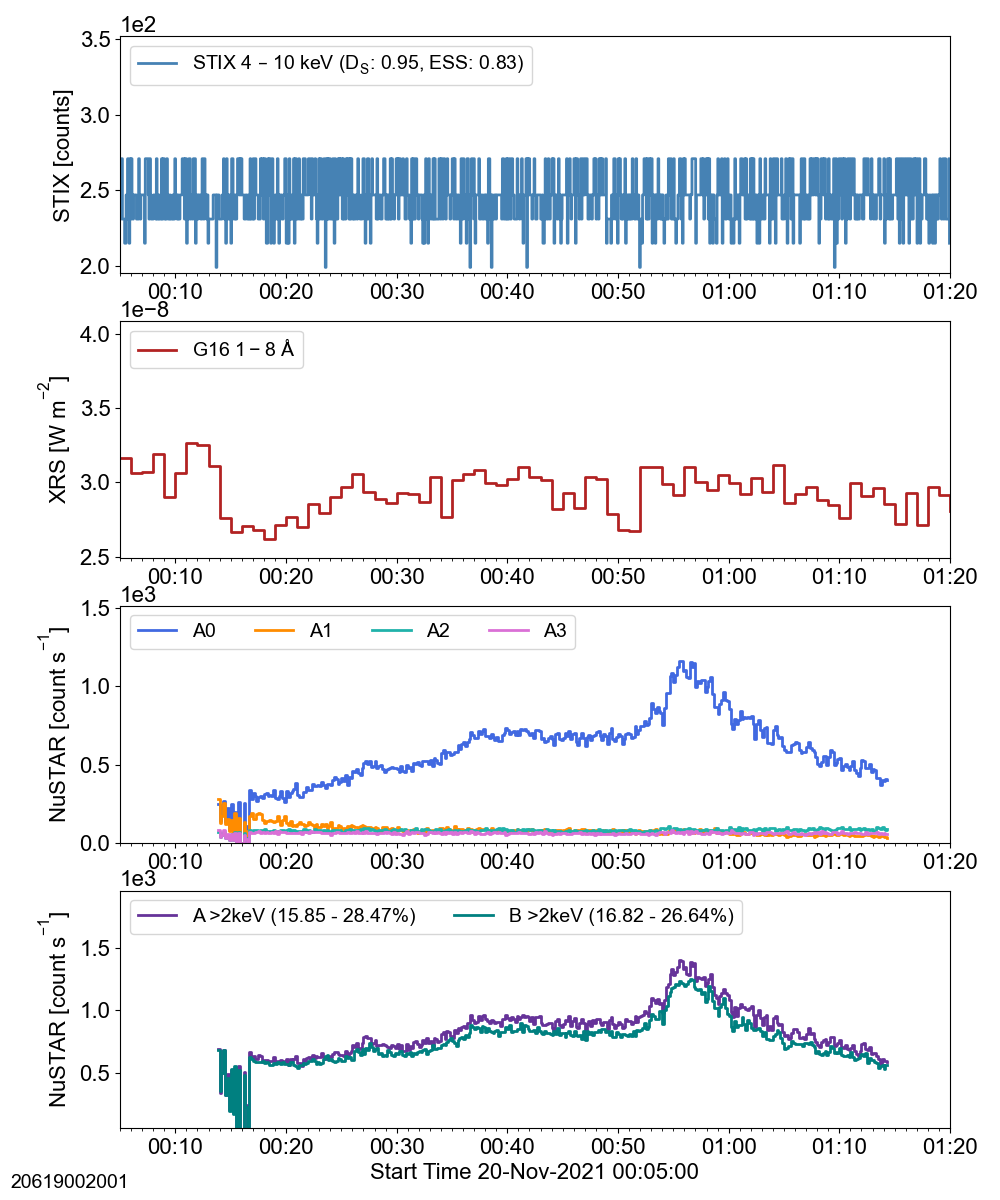 1e2
3.5
3.0
2.5
2.0
STIX [counts]
STIX 4 – 10 keV (DS: 0.95, ESS: 0.83)
00:10 00:20 00:30 00:40 00:50 01:00 01:10 01:20
1e−8
4.0
3.5
3.0
2.5
XRS [W m−2]
G16 1 – 8 Å
00:10 00:20 00:30 00:40 00:50 01:00 01:10 01:20
1e3
1.5
1.0
0.5
0.0
NuSTAR [count s−1]
A0 A1 A2 A3
00:10 00:20 00:30 00:40 00:50 01:00 01:10 01:20
1e3
1.5
1.0
0.5
NuSTAR [count s−1]
A >2keV (15.85 - 28.47%) B >2keV (16.82 - 26.64%)
00:10 00:20 00:30 00:40 00:50 01:00 01:10 01:20
Start Time 20-Nov-2021 00:05:00
20619002001